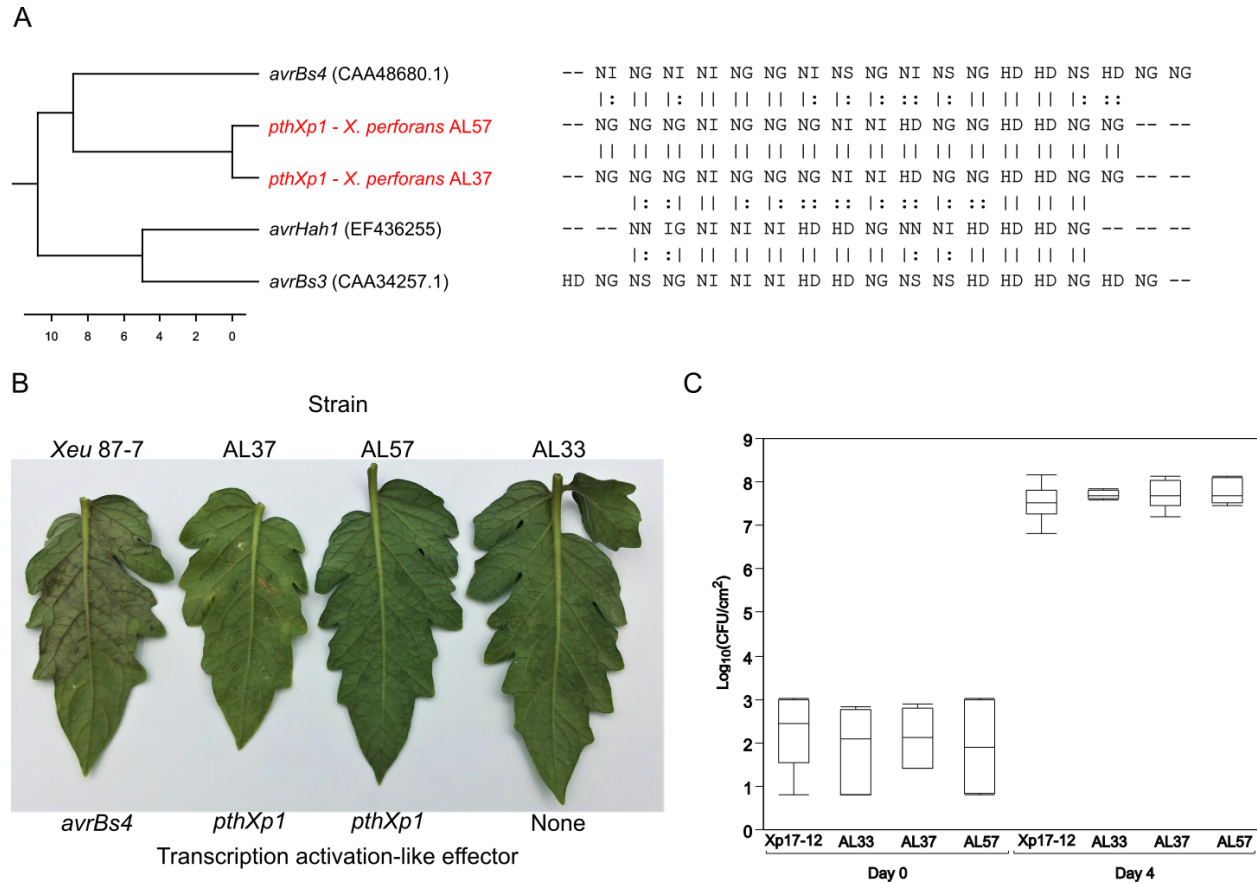 A
avrBs4 (CAA48680.1) -- NI NG NI NI NG NG NI NS NG NI NS NG HD HD NS HD NG NG
|: || |: || || || |: |: |: :: |: || || || |: ::
pthXp1 - X. perforans AL57 -- NG NG NG NI NG NG NG NI NI HD NG NG HD HD NG NG -- --
|| || || || || || || || || || || || || || || ||
pthXp1 - X. perforans AL37 -- NG NG NG NI NG NG NG NI NI HD NG NG HD HD NG NG -- --
|: :| || |: |: :: :: |: :: |: :: || || ||
avrHah1 (EF436255) -- -- NN IG NI NI NI HD HD NG NN NI HD HD HD NG -- -- -- --
|: :| || || || || || || |: |: || || || ||
avrBs3 (CAA34257.1) HD NG NS NG NI NI NI HD HD NG NS NS HD HD HD NG HD NG --
10 8 6 4 2 0
B
Strain
Xeu 87-7 AL37 AL57 AL33
avrBs4 pthXp1 pthXp1 None
Transcription activation-like effector
C
Log10(CFU/cm2)
9
8
7
6
5
4
3
2
1
0
Xp17-12 AL33 AL37 AL57 Xp17-12 AL33 AL37 AL57
Day 0 Day 4